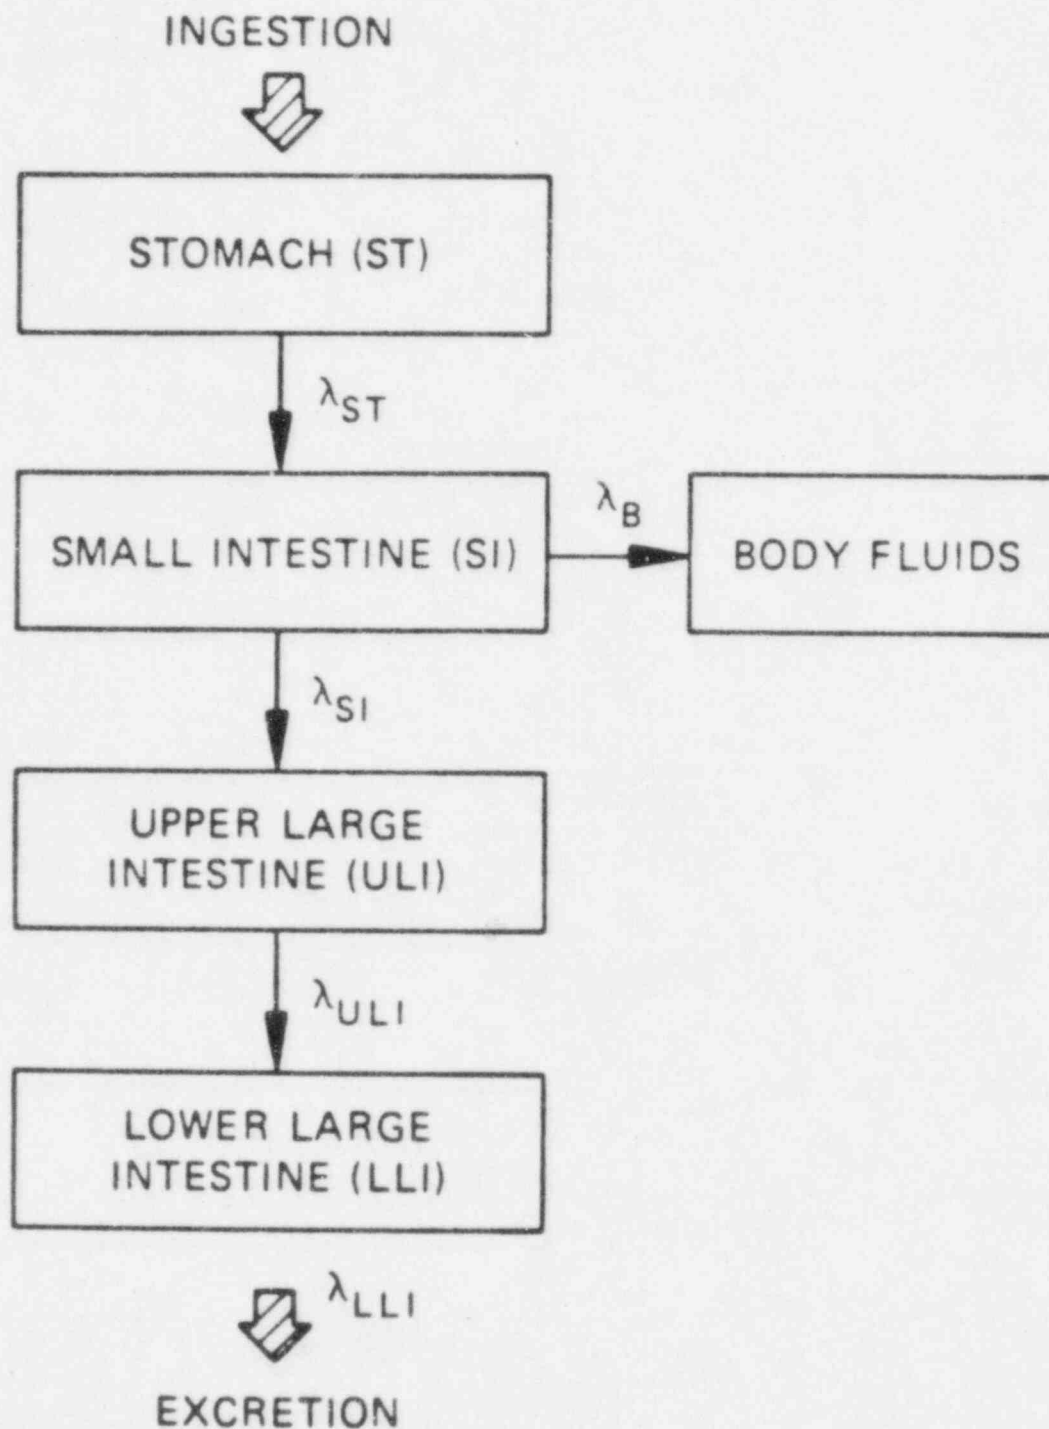 INGESTION
STOMACH (ST)
λST
SMALL INTESTINE (SI)
λB
BODY FLUIDS
λSI
UPPER LARGE
INTESTINE (ULI)
λULI
LOWER LARGE
INTESTINE (LLI)
λLLI
EXCRETION